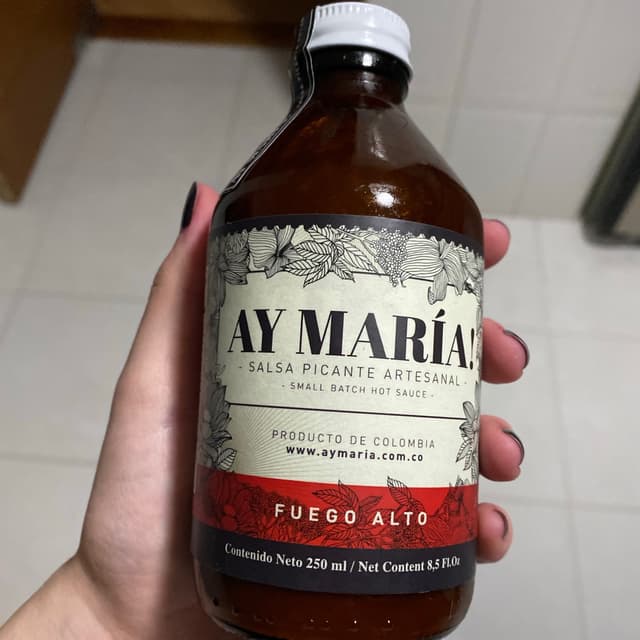 AY MARÍA!
- SALSA PICANTE ARTESANAL -
- SMALL BATCH HOT SAUCE -
PRODUCTO DE COLOMBIA
www.aymaria.com.co
FUEGO ALTO
Contenido Neto 250 ml / Net Content 8,5 Fl.Oz